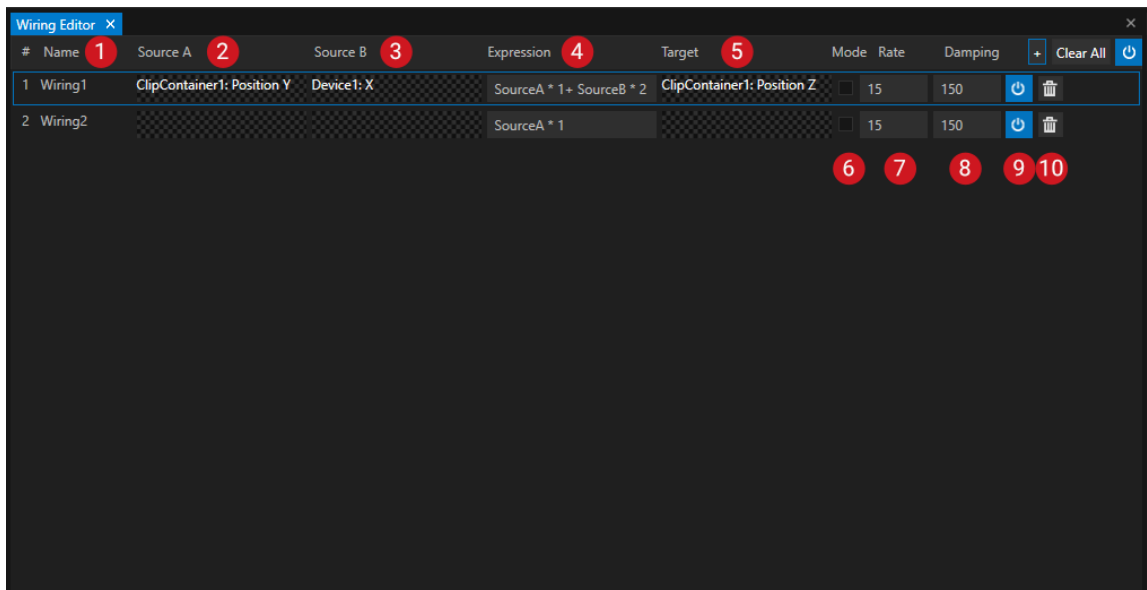 Wiring Editor ×
# Name 1 Source A 2 Source B 3 Expression 4 Target 5 Mode Rate Damping + Clear All
1 Wiring1 ClipContainer1: Position Y Device1: X SourceA * 1+ SourceB * 2 ClipContainer1: Position Z 15 150
2 Wiring2 SourceA * 1 15 150
6 7 8 9 10